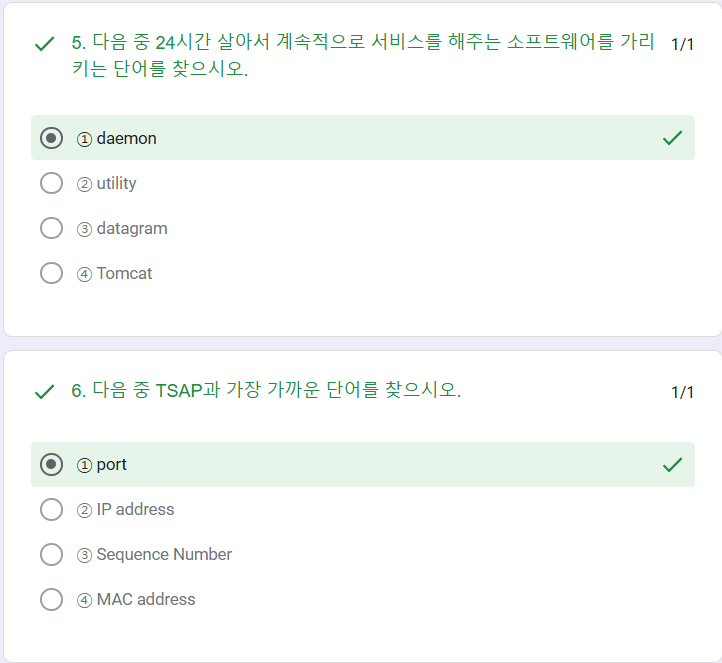 5. 다음 중 24시간 살아서 계속적으로 서비스를 해주는 소프트웨어를 가리 1/1
키는 단어를 찾으시오.
① daemon
② utility
③ datagram
④ Tomcat
6. 다음 중 TSAP과 가장 가까운 단어를 찾으시오. 1/1
① port
② IP address
③ Sequence Number
④ MAC address